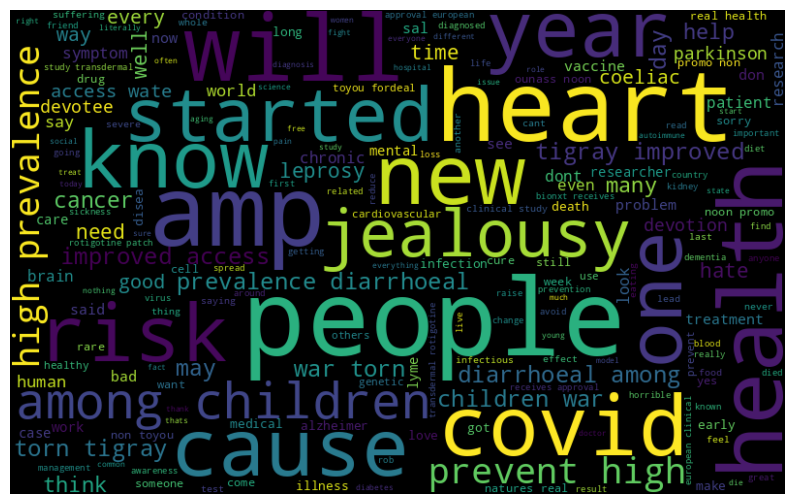 right
friend
literally
suffering
every
condition
whole
women
fight
approval european
diagnosed
everyone
different
real health
will
year
way
symptom
now
long
sal
often
diagnosis
hospital
life
role
help
promo non
well
time
day
parkinson
study transdermal
drug
toyou fordeal
vaccine
ounass noon
don
research
access wate
world
issue
coeliac
devotee
started
heart
patient
say
severe
aging
science
cant
read
start
sorry
important
high prevalence
social
going
pain
free
study
another
autoimmune
know
mental
loss
see
tigray improved
treat
today
chronic
new
dont
researcher
country
diet
first
leprosy
related
reduce
even
many
kidney
state
cancer
disea
amp
cardiovascular
bionxt receives
sickness
clinical study
death
problem
noon promo
care
need
sure
rotigotine patch
getting
jealousy
devotion
last
find
improved access
everything
cure
still
one
anyone
health
brain
cell
spread
infection
look
hate
dementia
good prevalence diarrhoeal
week
use
nothing
virus
around
prevention
lead
never
said
saying
raise
much
eating
thing
people
change
avoid
treatment
risk
others
live
young
prevent
rare
blood
really
died
healthy
fact
war torn
infectious
effect
model
human
bad
may
want
genetic
lyme
transdermal rotigotine
diarrhoeal among
food
yes
among children
receives approval
children war
horrible
die
thank
thats
work
alzheimer
love
got
known
early
case
feel
torn tigray
non toyou
medical
cause
covid
doctor
european clinical
management
common
rob
think
awareness
someone
come
test
illness
diabetes
prevent high
natures real
result
make
great